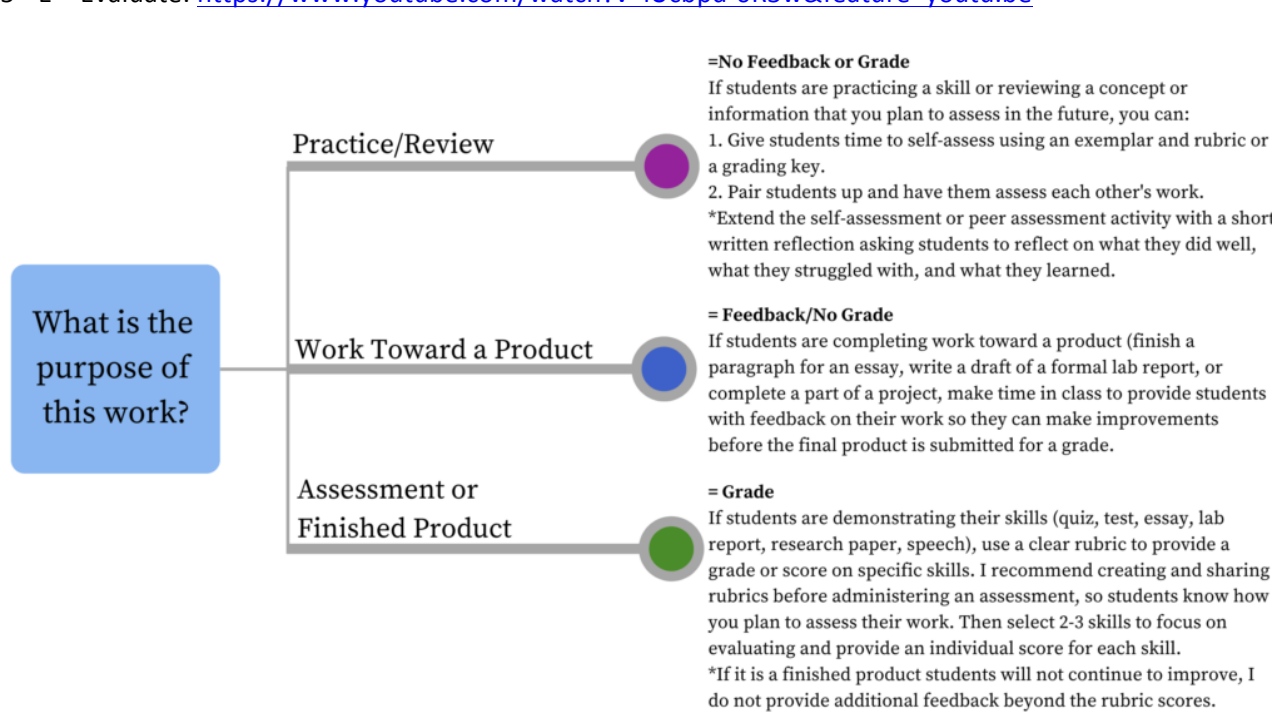 =No Feedback or Grade
If students are practicing a skill or reviewing a concept or
information that you plan to assess in the future, you can:
Practice/Review
1. Give students time to self-assess using an exemplar and rubric or
a grading key.
2. Pair students up and have them assess each other's work.
*Extend the self-assessment or peer assessment activity with a short
written reflection asking students to reflect on what they did well,
what they struggled with, and what they learned.
What is the
purpose of
this work?
Work Toward a Product
= Feedback/No Grade
If students are completing work toward a product (finish a
paragraph for an essay, write a draft of a formal lab report, or
complete a part of a project, make time in class to provide students
with feedback on their work so they can make improvements
before the final product is submitted for a grade.
Assessment or
Finished Product
= Grade
If students are demonstrating their skills (quiz, test, essay, lab
report, research paper, speech), use a clear rubric to provide a
grade or score on specific skills. I recommend creating and sharing
rubrics before administering an assessment, so students know how
you plan to assess their work. Then select 2-3 skills to focus on
evaluating and provide an individual score for each skill.
*If it is a finished product students will not continue to improve, I
do not provide additional feedback beyond the rubric scores.